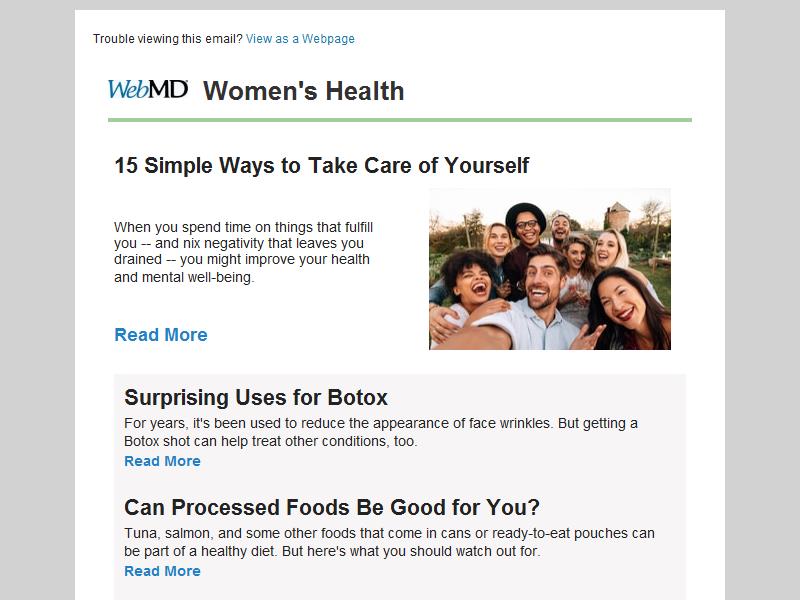 Trouble viewing this email? View as a Webpage
WebMD Women's Health
15 Simple Ways to Take Care of Yourself
When you spend time on things that fulfill
you -- and nix negativity that leaves you
drained -- you might improve your health
and mental well-being.
Read More
Surprising Uses for Botox
For years, it's been used to reduce the appearance of face wrinkles. But getting a
Botox shot can help treat other conditions, too.
Read More
Can Processed Foods Be Good for You?
Tuna, salmon, and some other foods that come in cans or ready-to-eat pouches can
be part of a healthy diet. But here's what you should watch out for.
Read More